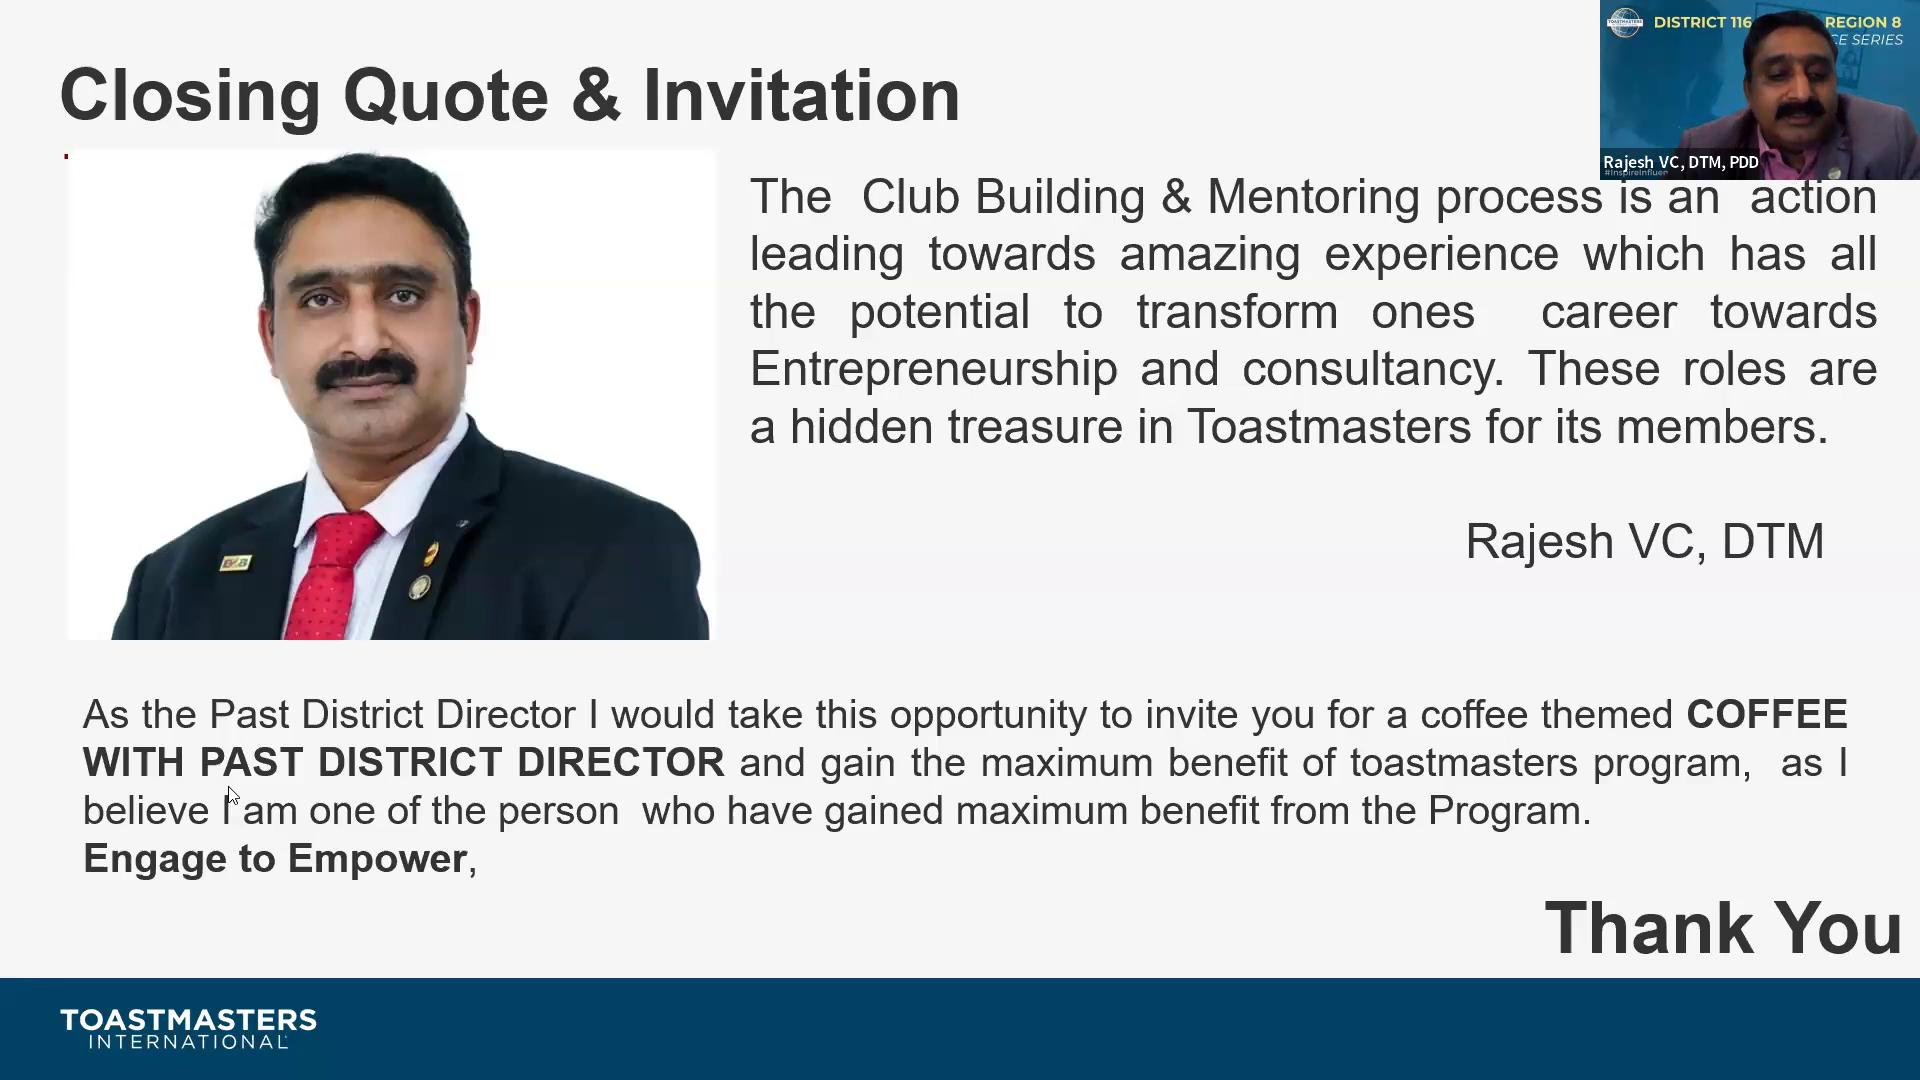 DISTRICT 116
REGION 8
CE SERIES
Rajesh VC, DTM, PDD
Closing Quote & Invitation
The Club Building & Mentoring process is an action
leading towards amazing experience which has all
the potential to transform ones career towards
Entrepreneurship and consultancy. These roles are
a hidden treasure in Toastmasters for its members.
Rajesh VC, DTM
As the Past District Director I would take this opportunity to invite you for a coffee themed COFFEE
WITH PAST DISTRICT DIRECTOR and gain the maximum benefit of toastmasters program, as I
believe I am one of the person who have gained maximum benefit from the Program.
Engage to Empower,
Thank You
TOASTMASTERS
INTERNATIONAL